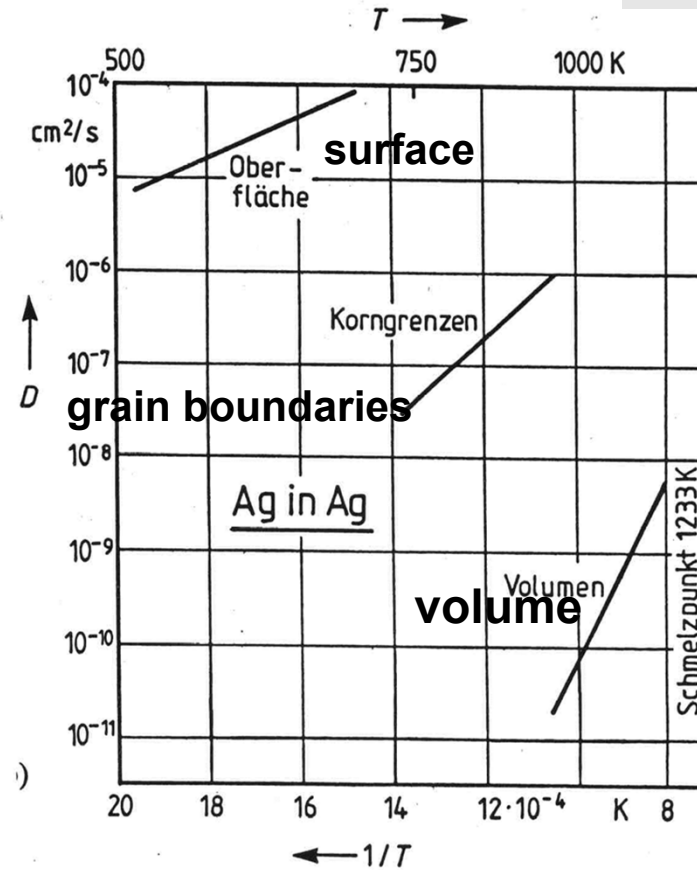 T →
500 750 1000 K
10⁻⁴
cm²/s
surface
10⁻⁵
Ober-
fläche
10⁻⁶
Korngrenzen
10⁻⁷
D
grain boundaries
10⁻⁸
Ag in Ag
10⁻⁹
Volumen
volume
10⁻¹⁰
10⁻¹¹
Schmelzpunkt 1233K
)
20 18 16 14 12·10⁻⁴ K 8
← 1/T